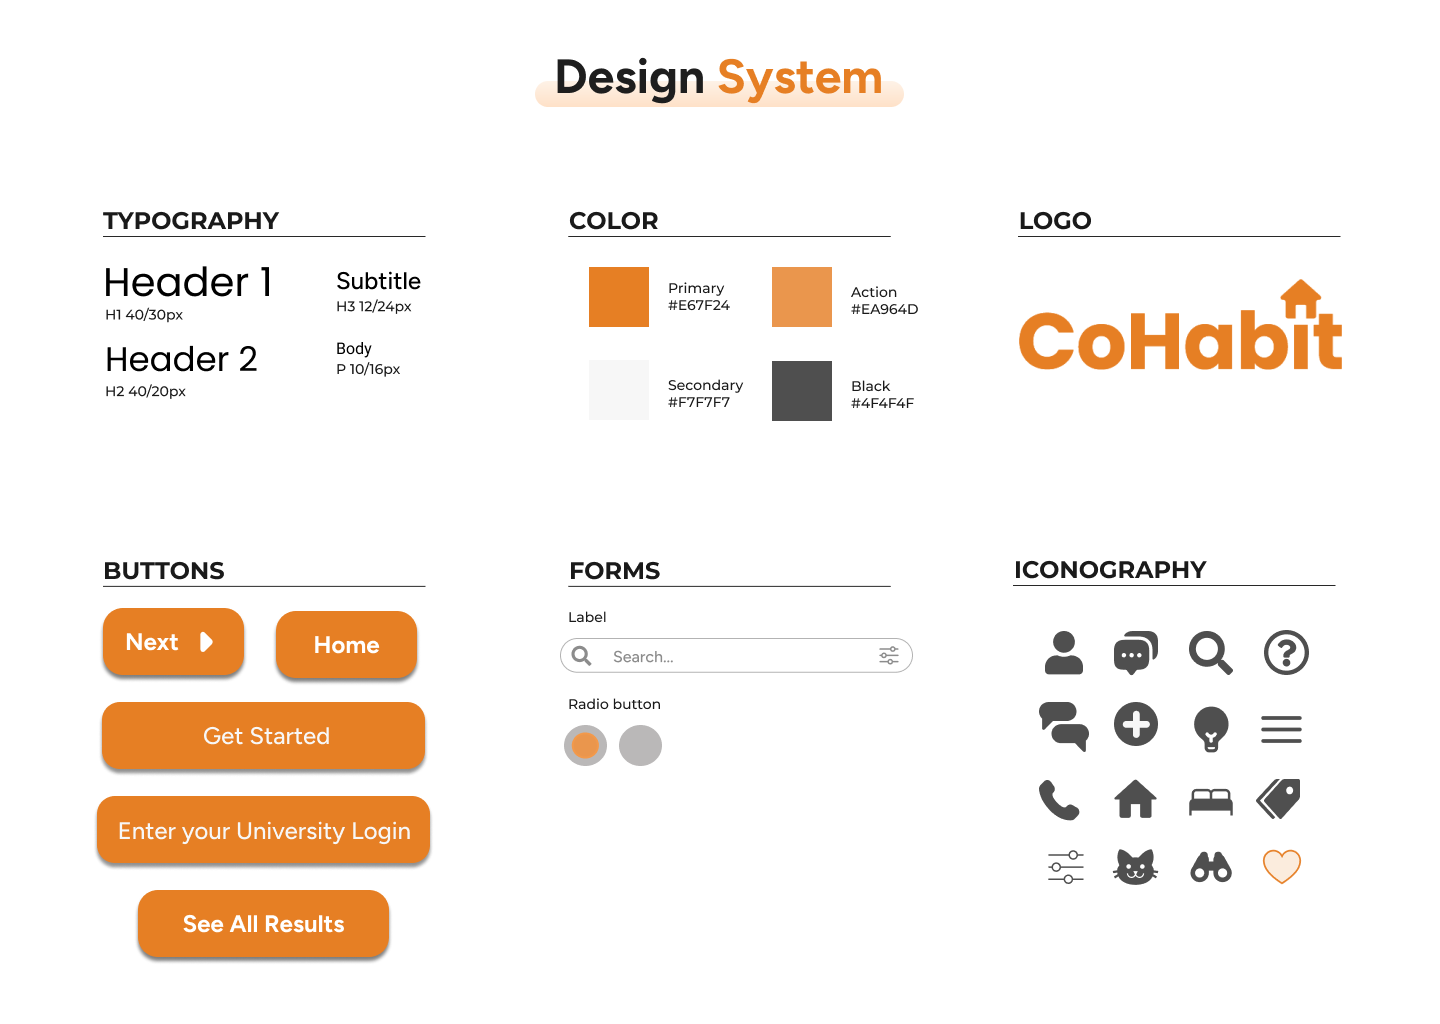 Design System
TYPOGRAPHY
Header 1
H1 40/30px
Subtitle
H3 12/24px
Header 2
H2 40/20px
Body
P 10/16px
COLOR
Primary
#E67F24
Action
#EA964D
Secondary
#F7F7F7
Black
#4F4F4F
LOGO
CoHabit
BUTTONS
Next
Home
Get Started
Enter your University Login
See All Results
FORMS
Label
Search...
Radio button
ICONOGRAPHY